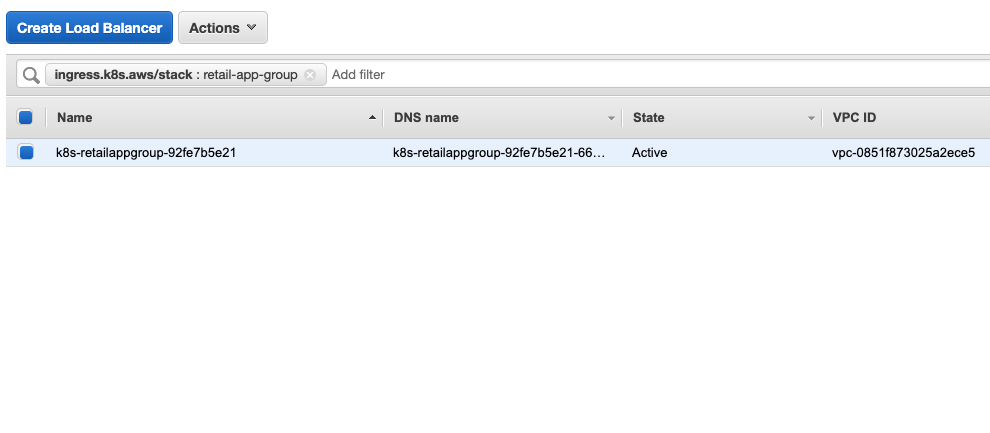 Create Load Balancer Actions
ingress.k8s.aws/stack : retail-app-group Add filter
Name DNS name State VPC ID
k8s-retailappgroup-92fe7b5e21 k8s-retailappgroup-92fe7b5e21-66… Active vpc-0851f873025a2ece5